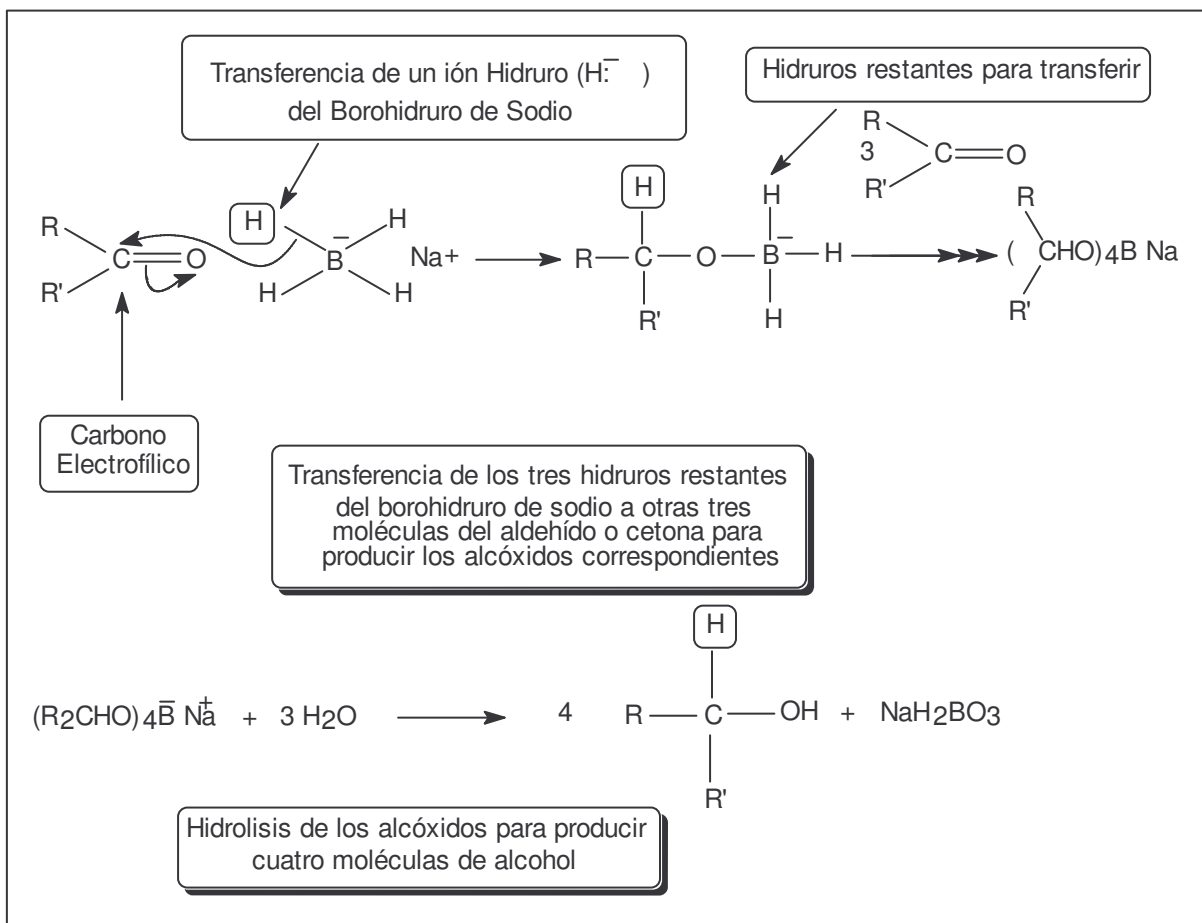 Transferencia de un ión Hidruro (H:⁻ )
del Borohidruro de Sodio
Hidruros restantes para transferir
R
3
C
O
R'
H
R
C
O
R'
H
B
–
H
H
Na+
H
R
C
O
R'
H
B
–
H
H
R
( CHO)4B Na
R'
Carbono
Electrofílico
Transferencia de los tres hidruros restantes
del borohidruro de sodio a otras tres
moléculas del aldehído o cetona para
producir los alcóxidos correspondientes
H
(R2CHO)4B̅ Na⁺ + 3 H2O 4 R C OH + NaH2BO3
R'
Hidrolisis de los alcóxidos para producir
cuatro moléculas de alcohol